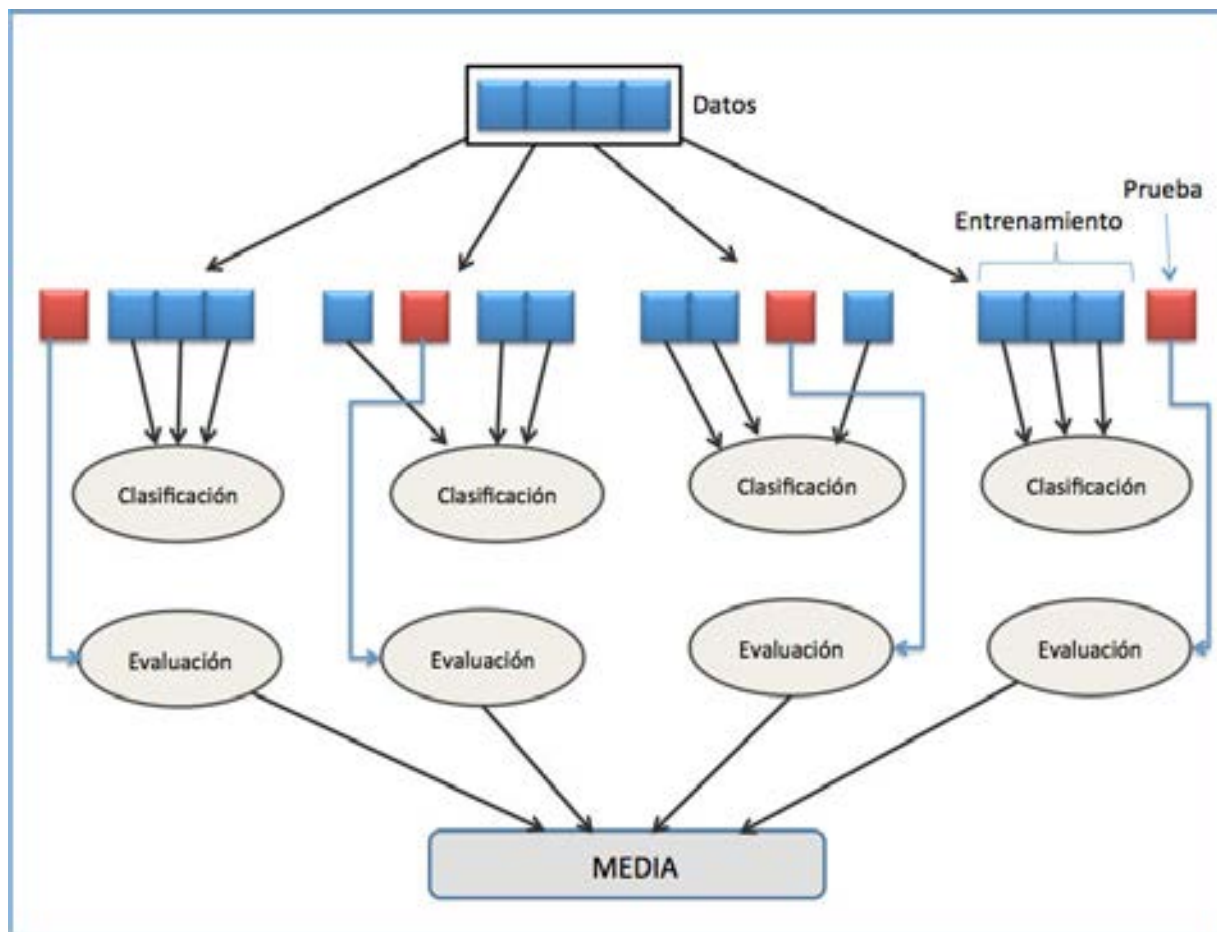 Datos
Prueba
Entrenamiento
Clasificación
Clasificación
Clasificación
Clasificación
Evaluación
Evaluación
Evaluación
Evaluación
MEDIA